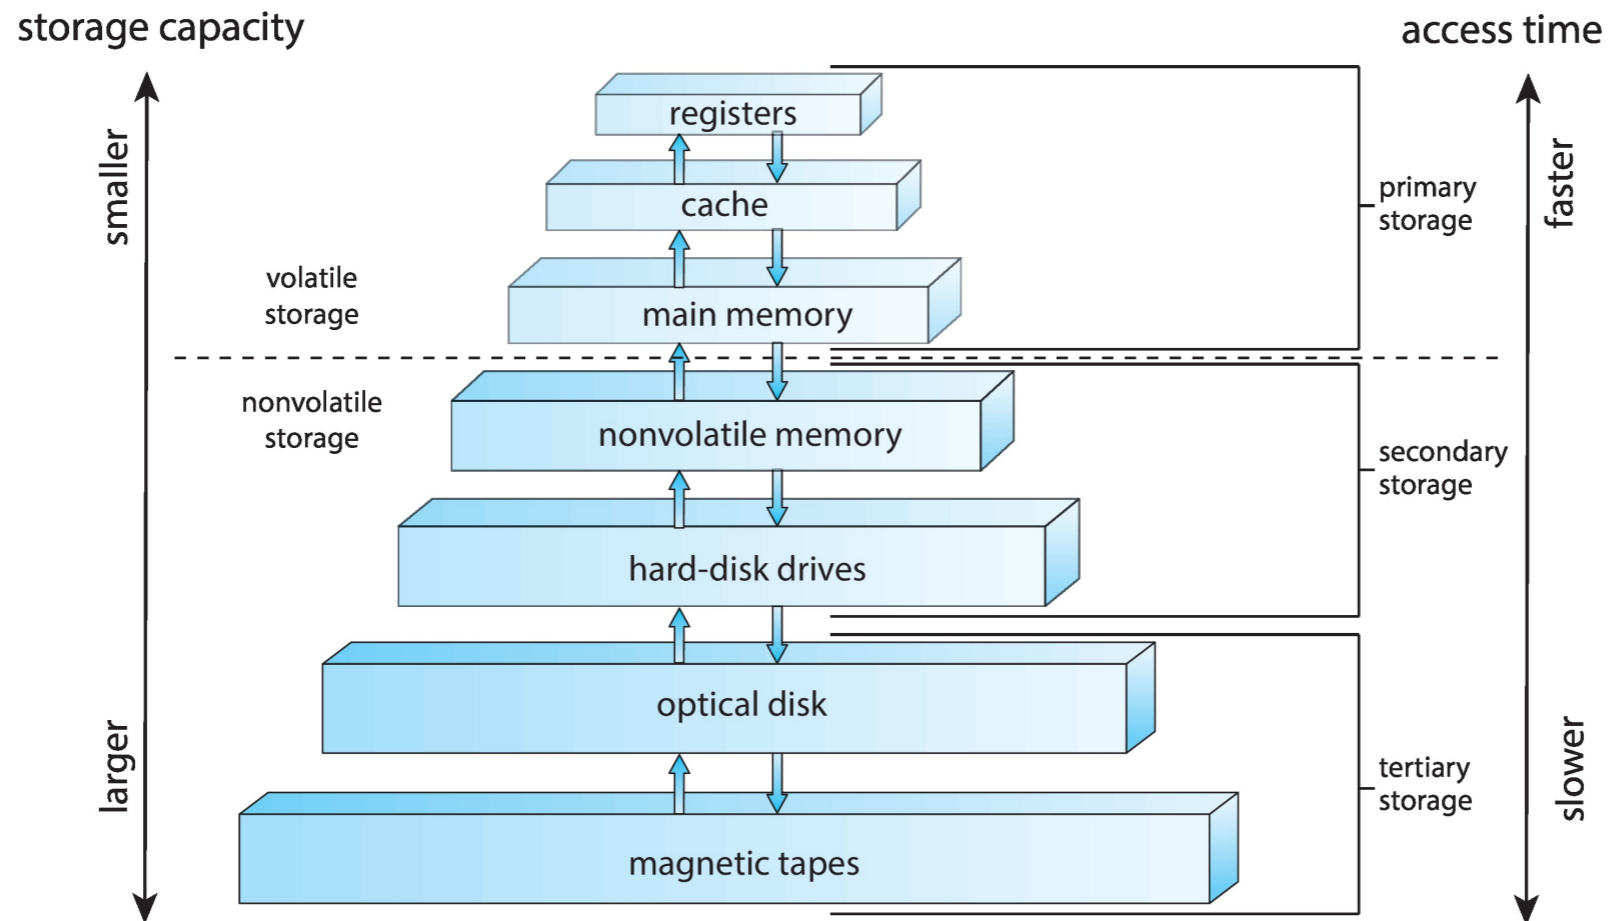 storage capacity
access time
smaller
larger
volatile
storage
nonvolatile
storage
registers
cache
main memory
nonvolatile memory
hard-disk drives
optical disk
magnetic tapes
primary
storage
secondary
storage
tertiary
storage
faster
slower